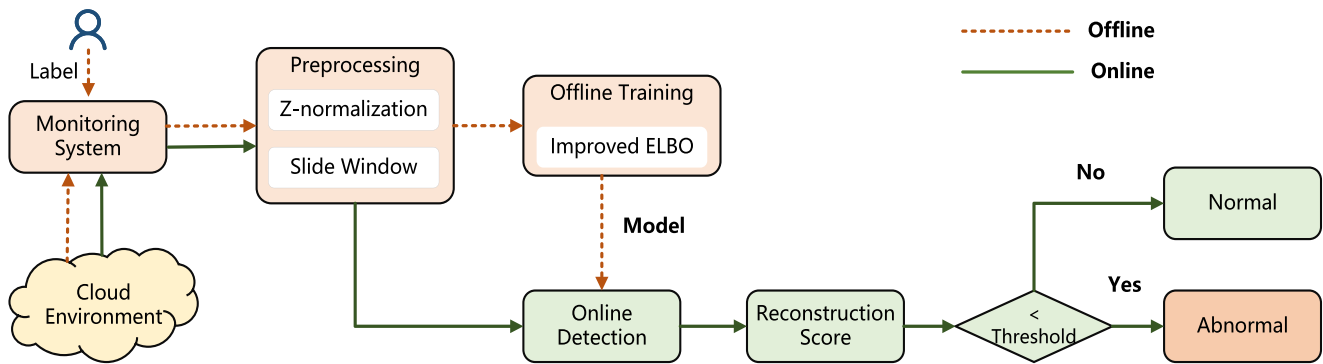 Offline
Online
Label
Monitoring
System
Preprocessing
Z-normalization
Slide Window
Offline Training
Improved ELBO
Model
Cloud
Environment
Online
Detection
Reconstruction
Score
<
Threshold
No
Yes
Normal
Abnormal